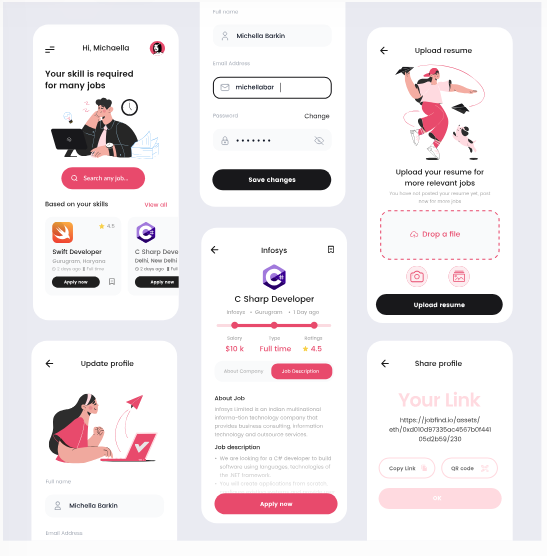 Hi, Michaella
Your skill is required
for many jobs
Search any job...
Based on your skills
View all
4.5
Swift Developer
Gurugram, Haryana
2 days ago Full time
Apply now
C Sharp Deve
Delhi, New Delhi
2 days ago Full
Apply now
Update profile
Full name
Michella Barkin
Email Address
Full name
Michella Barkin
Email Address
michellabar
Password
Change
Save changes
Infosys
C#
C Sharp Developer
Infosys • Gurugram • 1 Day ago
Salary
Type
Ratings
$10 k
Full time
4.5
About Company
Job Description
About Job
Infosys Limited is an Indian multinational
information technology company that
provides business consulting, information
technology and outsource services.
Job description
• We are looking for a C# developer to build
software using languages, technologies of
the .NET framework.
• You will needs applications from scratch
Apply now
Upload resume
Upload your resume for
more relevant jobs
You have not posted your resume yet, post
now for more jobs.
Drop a file
Upload resume
Share profile
Your Link
https://jobfind.io/assets/
eth/0xd010d97335ac4567b0f441
05d2b59/230
Copy Link
QR code
OK